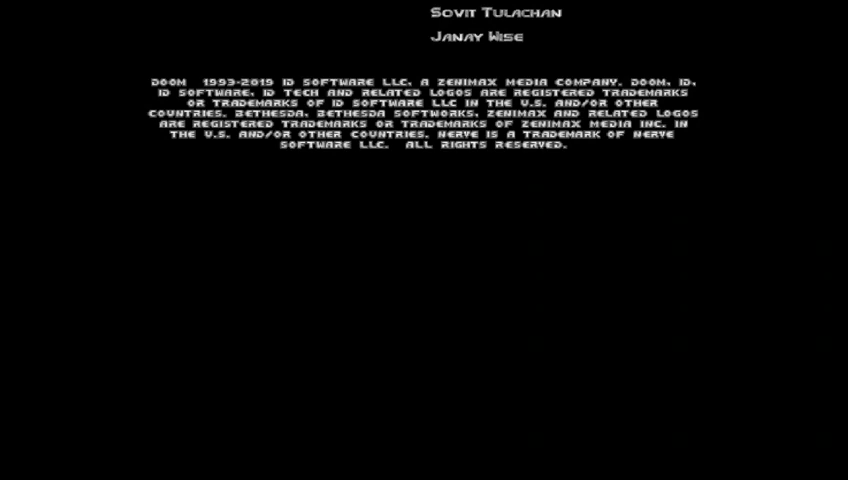 Sovit Tulachan
Janay Wise
DOOM 1993-2019 ID SOFTWARE LLC, A ZENIMAX MEDIA COMPANY. DOOM, ID,
ID SOFTWARE, ID TECH AND RELATED LOGOS ARE REGISTERED TRADEMARKS
OR TRADEMARKS OF ID SOFTWARE LLC IN THE U.S. AND/OR OTHER
COUNTRIES. BETHESDA, BETHESDA SOFTWORKS, ZENIMAX AND RELATED LOGOS
ARE REGISTERED TRADEMARKS OR TRADEMARKS OF ZENIMAX MEDIA INC. IN
THE U.S. AND/OR OTHER COUNTRIES. NERVE IS A TRADEMARK OF NERVE
SOFTWARE LLC. ALL RIGHTS RESERVED.